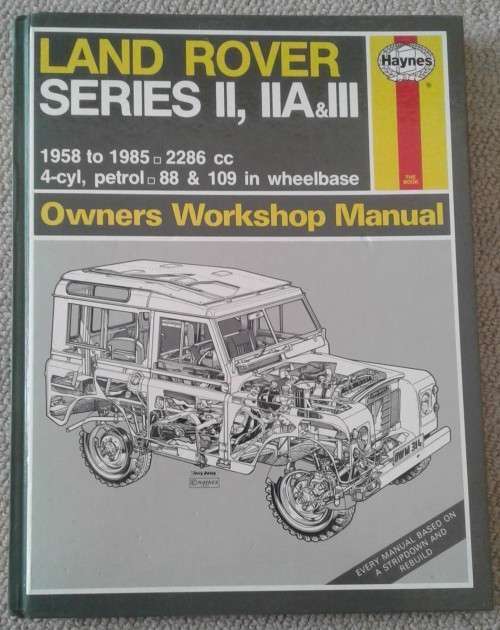 LAND ROVER
SERIES II, IIA & III
Haynes
®
1958 to 1985 □ 2286 cc
4-cyl, petrol □ 88 & 109 in wheelbase
THE
BOOK
Owners Workshop Manual
EVERY MANUAL BASED ON
A STRIPDOWN AND
REBUILD